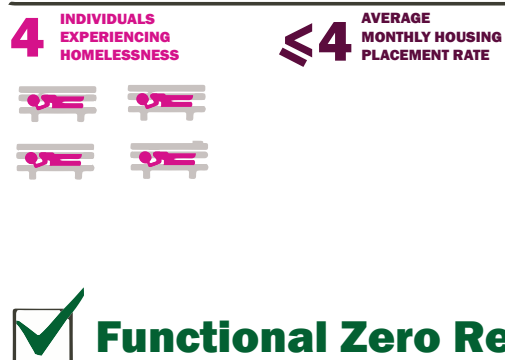 4 INDIVIDUALS
EXPERIENCING
HOMELESSNESS
≤4 AVERAGE
MONTHLY HOUSING
PLACEMENT RATE
Functional Zero Re